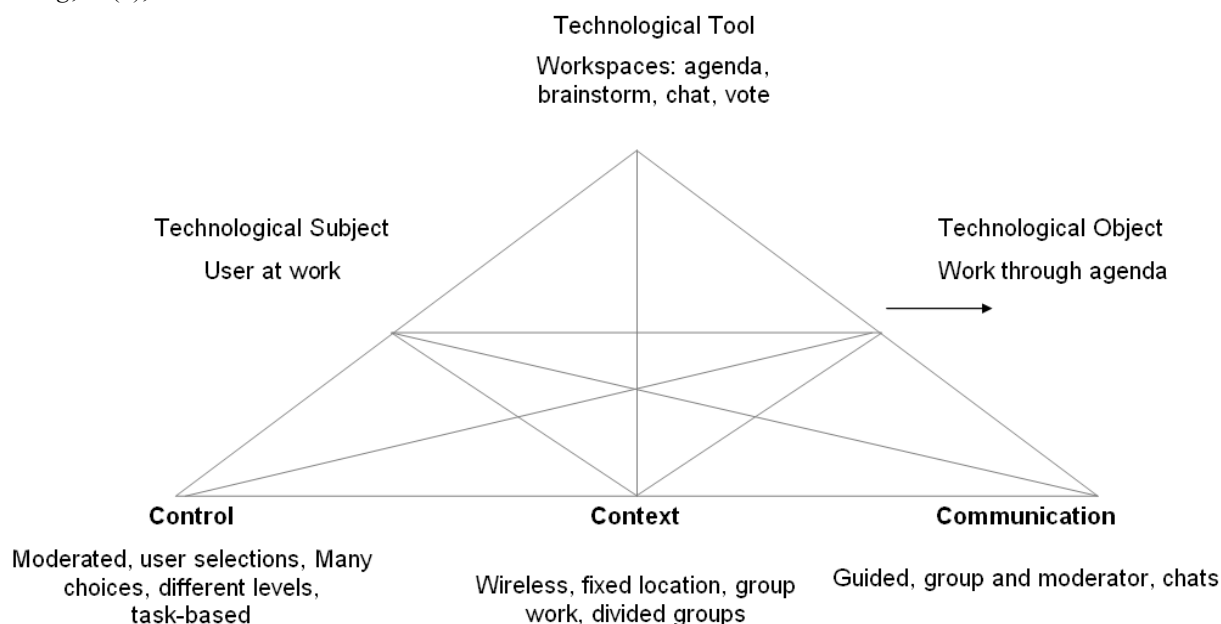 Technological Tool
Workspaces: agenda,
brainstorm, chat, vote
Technological Subject
User at work
Technological Object
Work through agenda
Control
Moderated, user selections, Many
choices, different levels,
task-based
Context
Wireless, fixed location, group
work, divided groups
Communication
Guided, group and moderator, chats